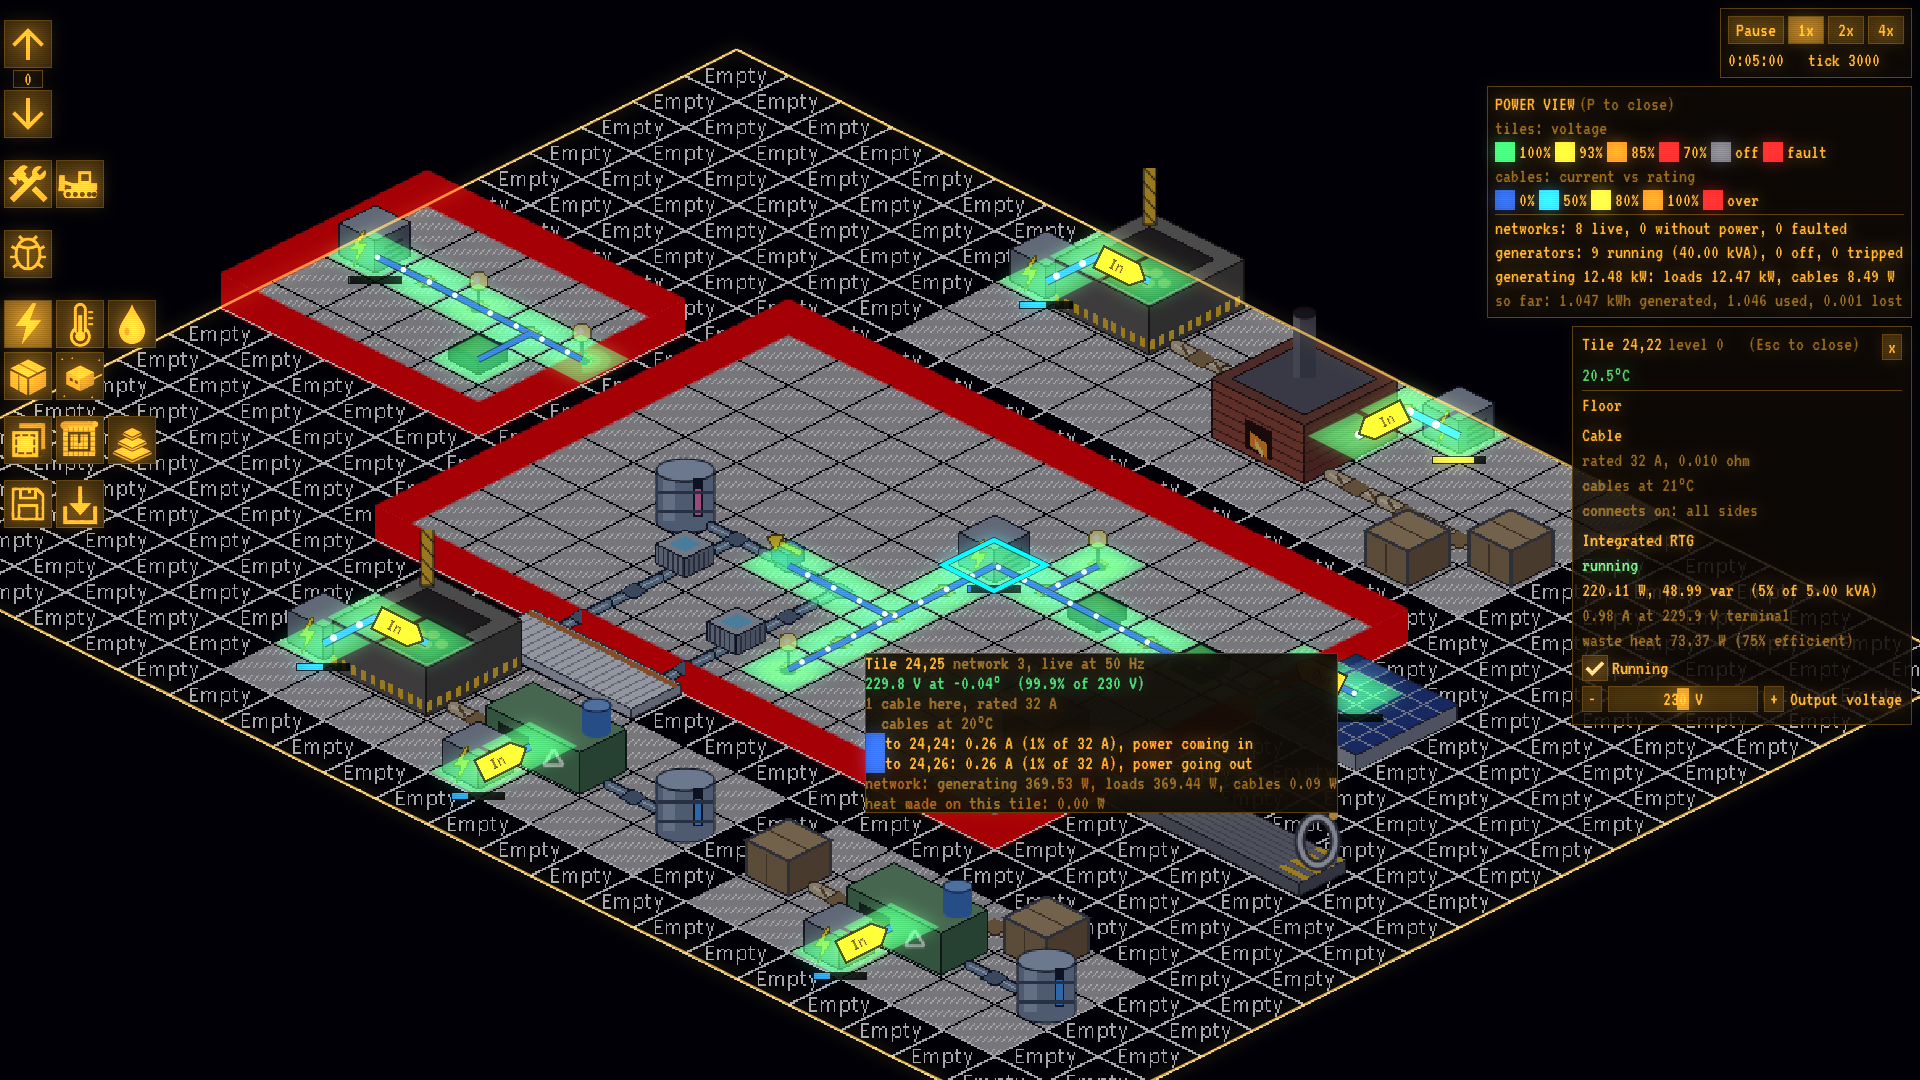 Pause 1x 2x 4x
0:05:00 tick 3000
0
POWER VIEW (P to close)
tiles: voltage
100% 93% 85% 70% off fault
cables: current vs rating
0% 50% 80% 100% over
networks: 8 live, 0 without power, 0 faulted
generators: 9 running (40.00 kVA), 0 off, 0 tripped
generating 12.48 kW: loads 12.47 kW, cables 8.49 W
so far: 1.047 kWh generated, 1.046 used, 0.001 lost
Tile 24,22 level 0 (Esc to close) x
20.5°C
Floor
Cable
rated 32 A, 0.010 ohm
cables at 21°C
connects on: all sides
Integrated RTG
running
220.11 W, 48.99 var (5% of 5.00 kVA)
0.98 A at 229.9 V terminal
waste heat 73.37 W (75% efficient)
Running
- 230 V + Output voltage
Tile 24,25 network 3, live at 50 Hz
229.8 V at -0.04° (99.9% of 230 V)
1 cable here, rated 32 A
cables at 20°C
to 24,24: 0.26 A (1% of 32 A), power coming in
to 24,26: 0.26 A (1% of 32 A), power going out
network: generating 369.53 W, loads 369.44 W, cables 0.09 W
heat made on this tile: 0.00 W
In
In
In
In
In
Empty
Empty Empty
Empty Empty
Empty Empty
Empty Empty